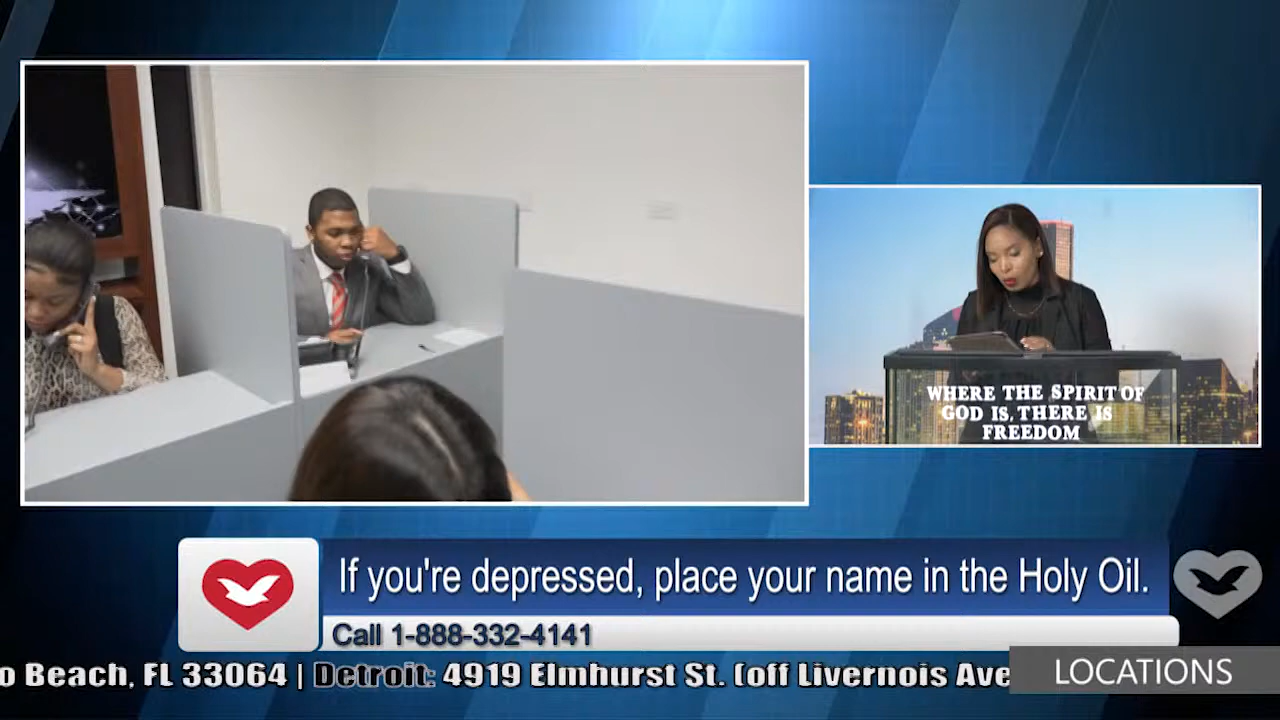 WHERE THE SPIRIT OF
GOD IS, THERE IS
FREEDOM
If you're depressed, place your name in the Holy Oil.
Call 1-888-332-4141
o Beach, FL 33064 | Detroit: 4919 Elmhurst St. (off Livernois Ave
LOCATIONS